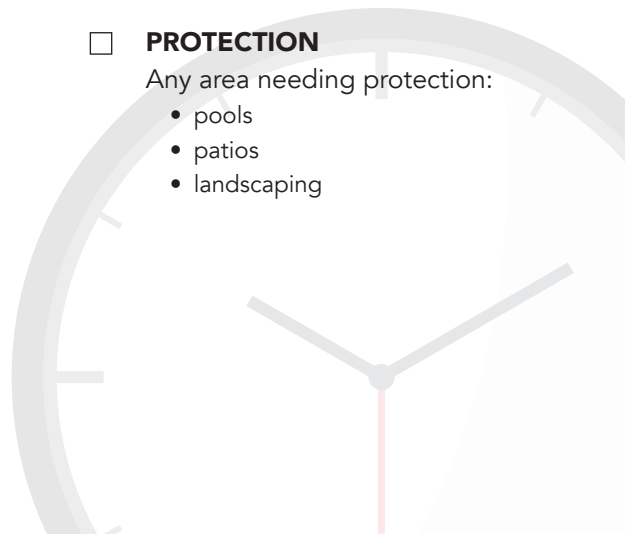 PROTECTION
Any area needing protection:
• pools
• patios
• landscaping